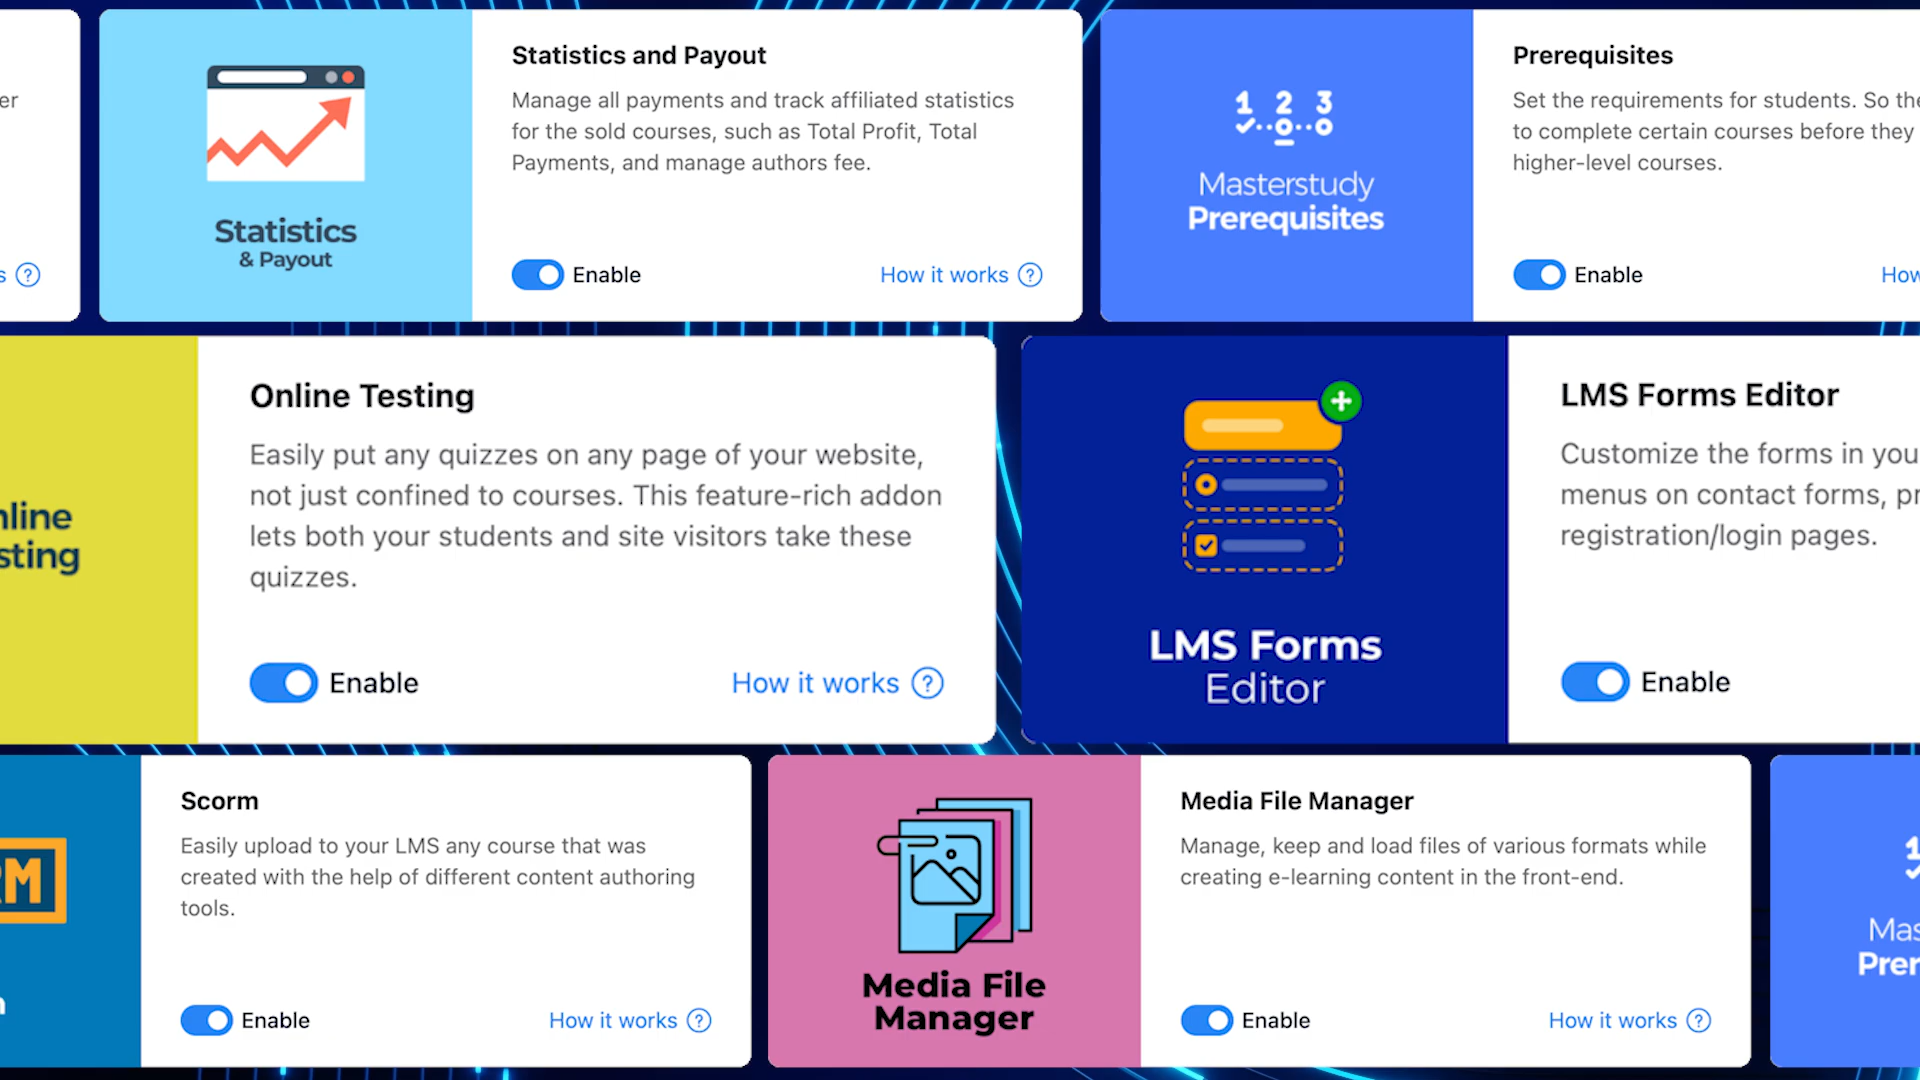 Statistics
& Payout
Statistics and Payout
Manage all payments and track affiliated statistics
for the sold courses, such as Total Profit, Total
Payments, and manage authors fee.
Enable
How it works ?
1 2 3
Masterstudy
Prerequisites
Prerequisites
Set the requirements for students. So
to complete certain courses before they
higher-level courses.
Enable
How
Online Testing
Easily put any quizzes on any page of your website,
not just confined to courses. This feature-rich addon
lets both your students and site visitors take these
quizzes.
Enable
How it works ?
LMS Forms
Editor
LMS Forms Editor
Customize the forms in
menus on contact forms,
registration/login pages.
Enable
Scorm
Easily upload to your LMS any course that was
created with the help of different content authoring
tools.
Enable
How it works ?
Media File
Manager
Media File Manager
Manage, keep and load files of various formats while
creating e-learning content in the front-end.
Enable
How it works ?